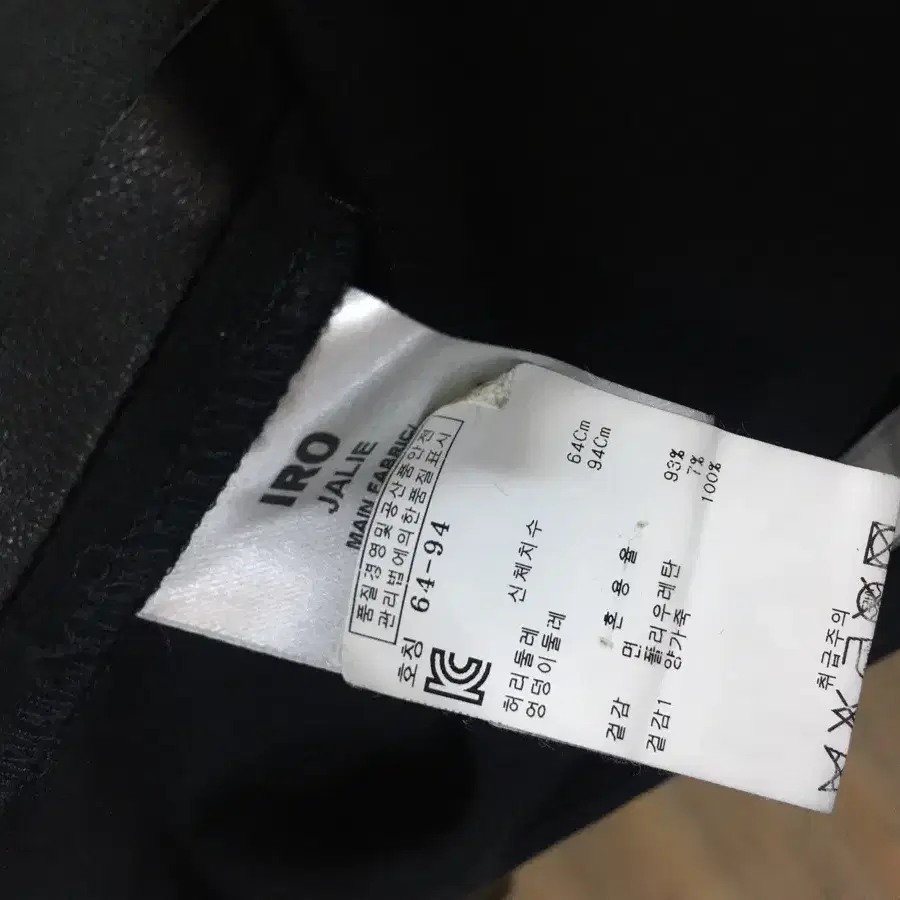 IRO
JALIE
MAIN FABRIC/
품질경영및공산품안전
관리법에의한품질표시
호칭 64-94
신체치수
허리둘레 64Cm
엉덩이둘레 94Cm
혼용율
겉감 면 93%
폴리우레탄 7%
겉감1 양가죽 100%
취급주의